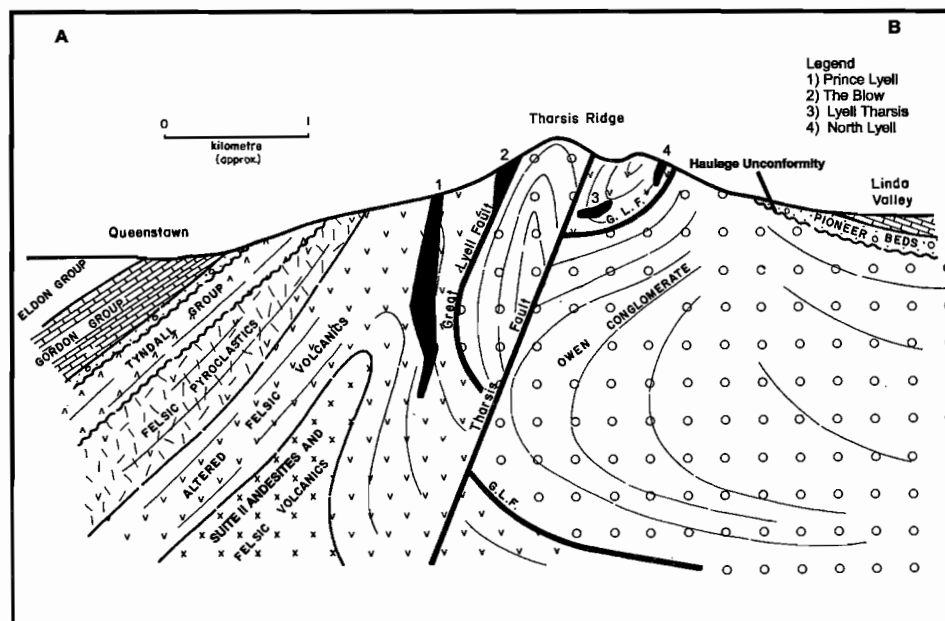 A
B
Legend
1) Prince Lyell
2) The Blow
3) Lyell Tharsis
4) North Lyell
0 1
kilometre
(approx.)
Tharsis Ridge
Haulage Unconformity
Linda
Valley
Queenstown
1
2
3
4
G. L. F.
PIONEER BEDS
ELDON GROUP
GORDON GROUP
TYNDALL GROUP
FELSIC PYROCLASTICS
ALTERED FELSIC VOLCANICS
SUITE II ANDESITES AND
FELSIC VOLCANICS
Great Lyell Fault
Tharsis Fault
OWEN CONGLOMERATE
G.L.F.